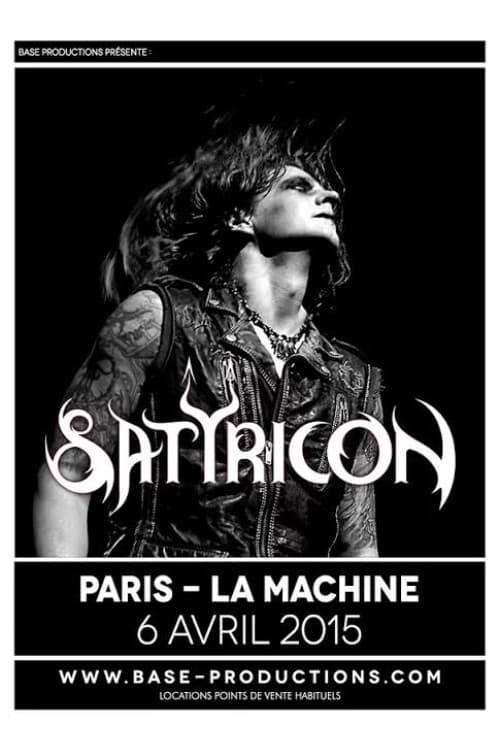 BASE PRODUCTIONS PRÉSENTE :
SATYRICON
PARIS – LA MACHINE
6 AVRIL 2015
WWW.BASE-PRODUCTIONS.COM
LOCATIONS POINTS DE VENTE HABITUELS